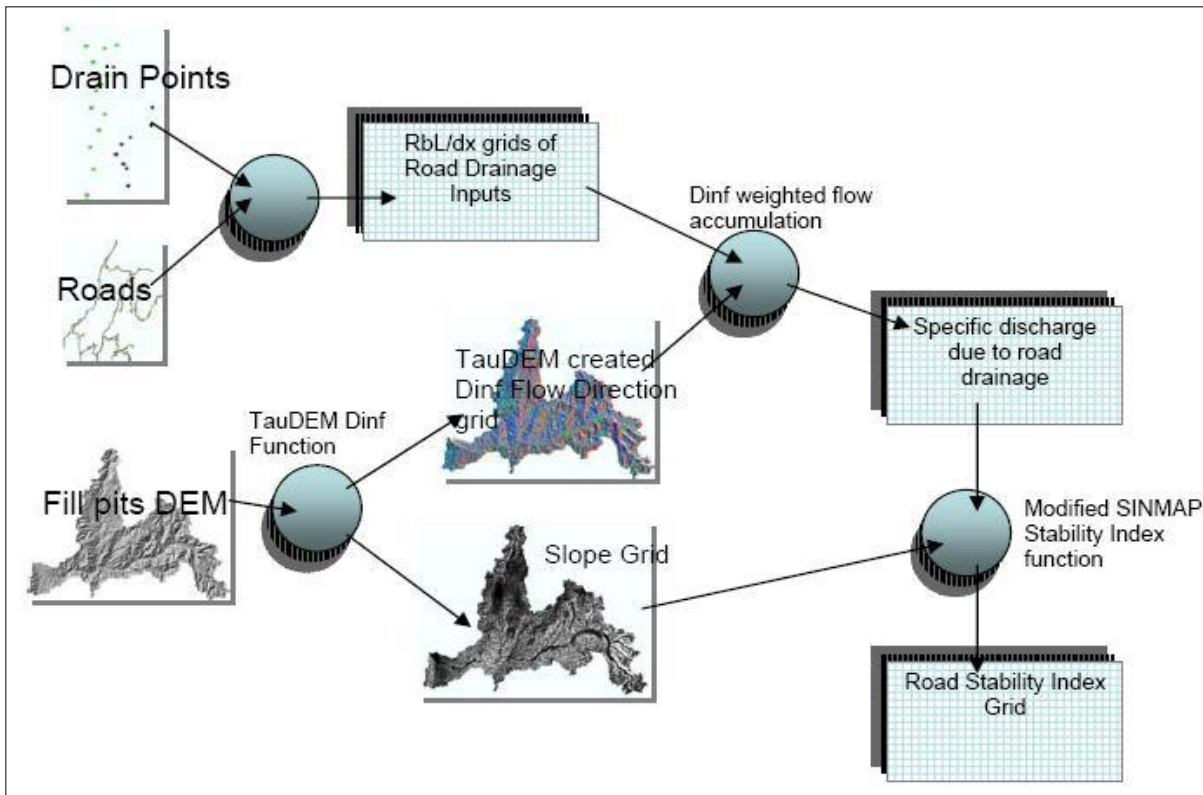 Drain Points
RbL/dx grids of
Road Drainage
Inputs
Dinf weighted flow
accumulation
Roads
Specific discharge
due to road
drainage
TauDEM created
Dinf Flow Direction
grid
TauDEM Dinf
Function
Fill pits DEM
Slope Grid
Modified SINMAP
Stability Index
function
Road Stability Index
Grid